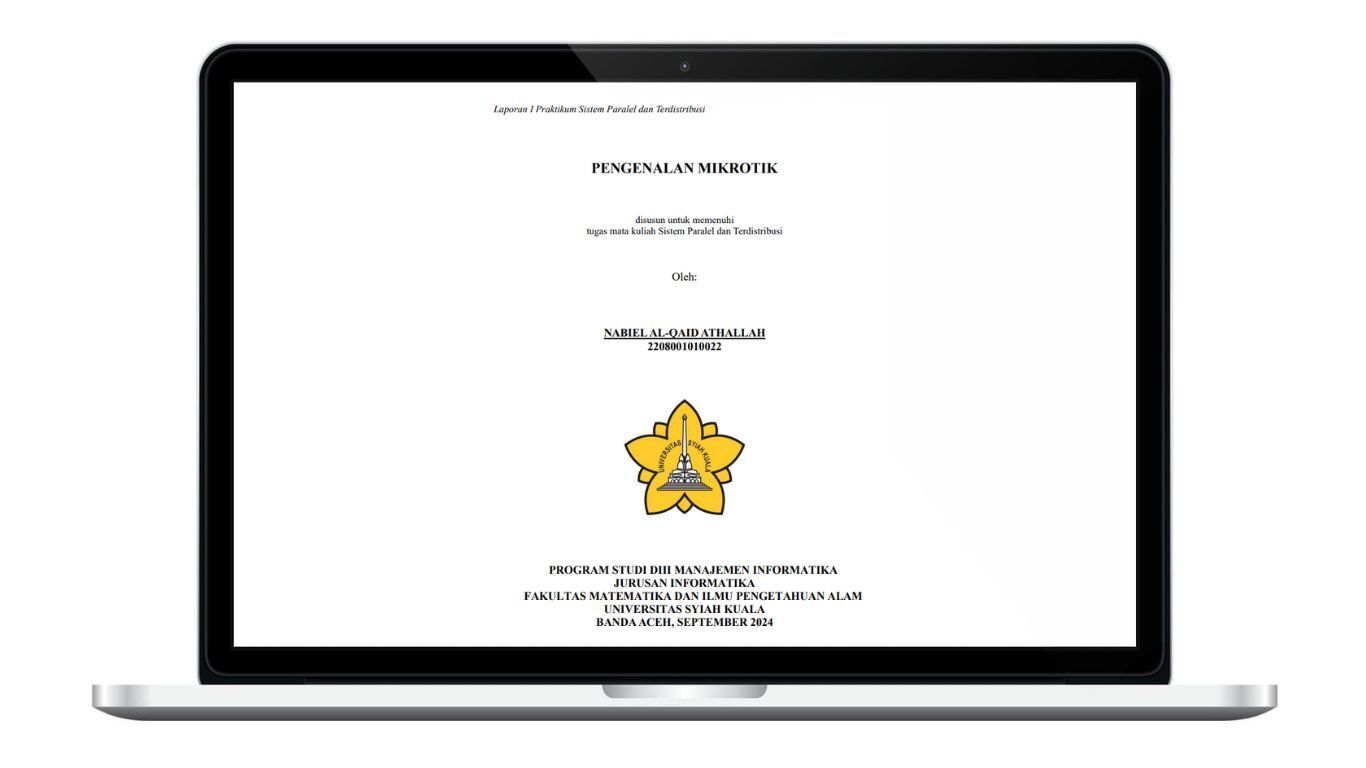 Laporan I Praktikum Sistem Paralel dan Terdistribusi
PENGENALAN MIKROTIK
disusun untuk memenuhi
tugas mata kuliah Sistem Paralel dan Terdistribusi
Oleh:
NABIEL AL-QAID ATHALLAH
2208001010022
UNIVERSITAS SYIAH KUALA
PROGRAM STUDI DIII MANAJEMEN INFORMATIKA
JURUSAN INFORMATIKA
FAKULTAS MATEMATIKA DAN ILMU PENGETAHUAN ALAM
UNIVERSITAS SYIAH KUALA
BANDA ACEH, SEPTEMBER 2024